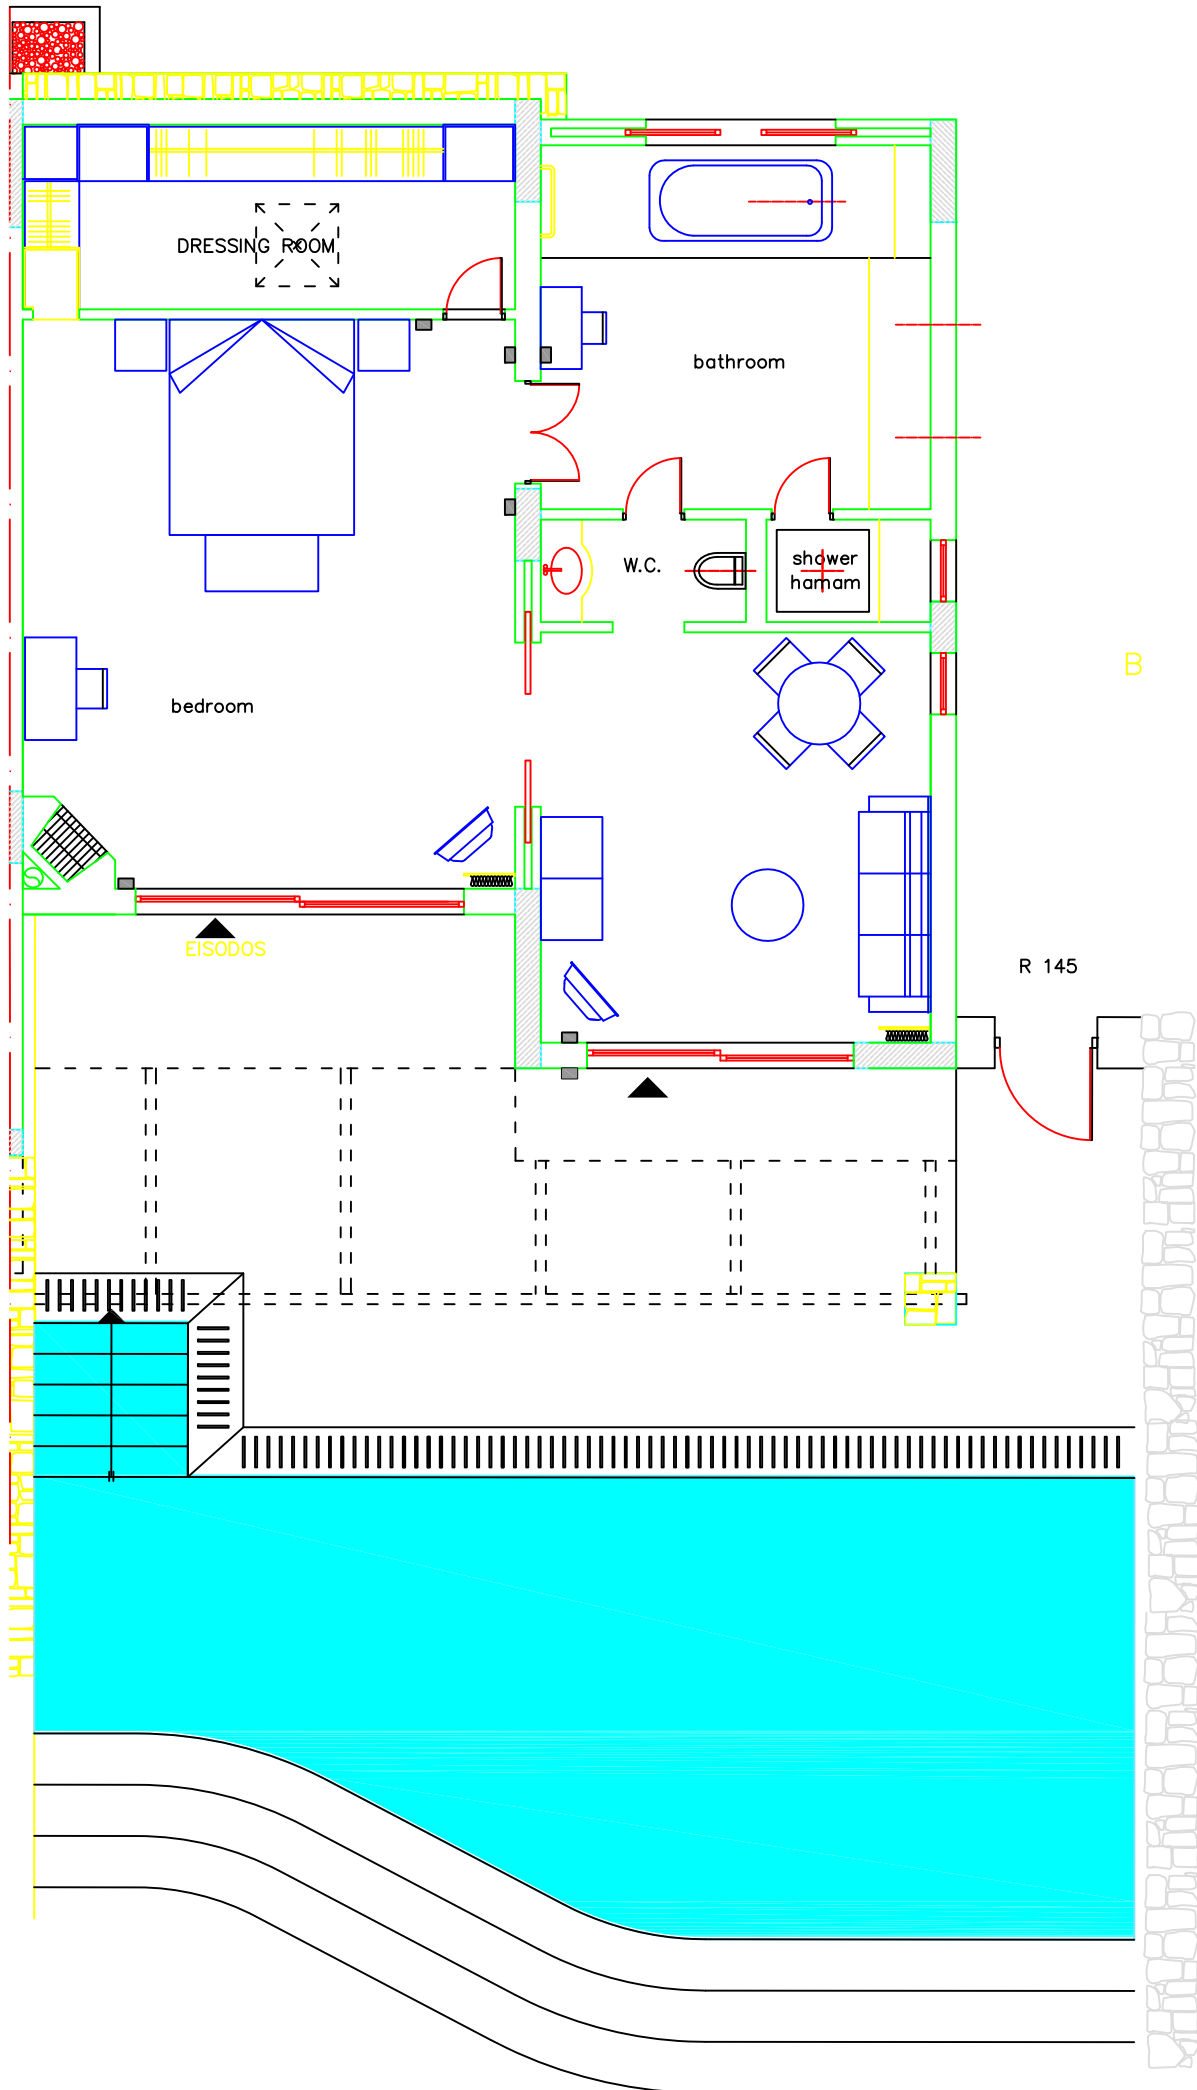 DRESSING ROOM
bathroom
W.C.
shower
hamam
B
bedroom
EISODOS
R 145